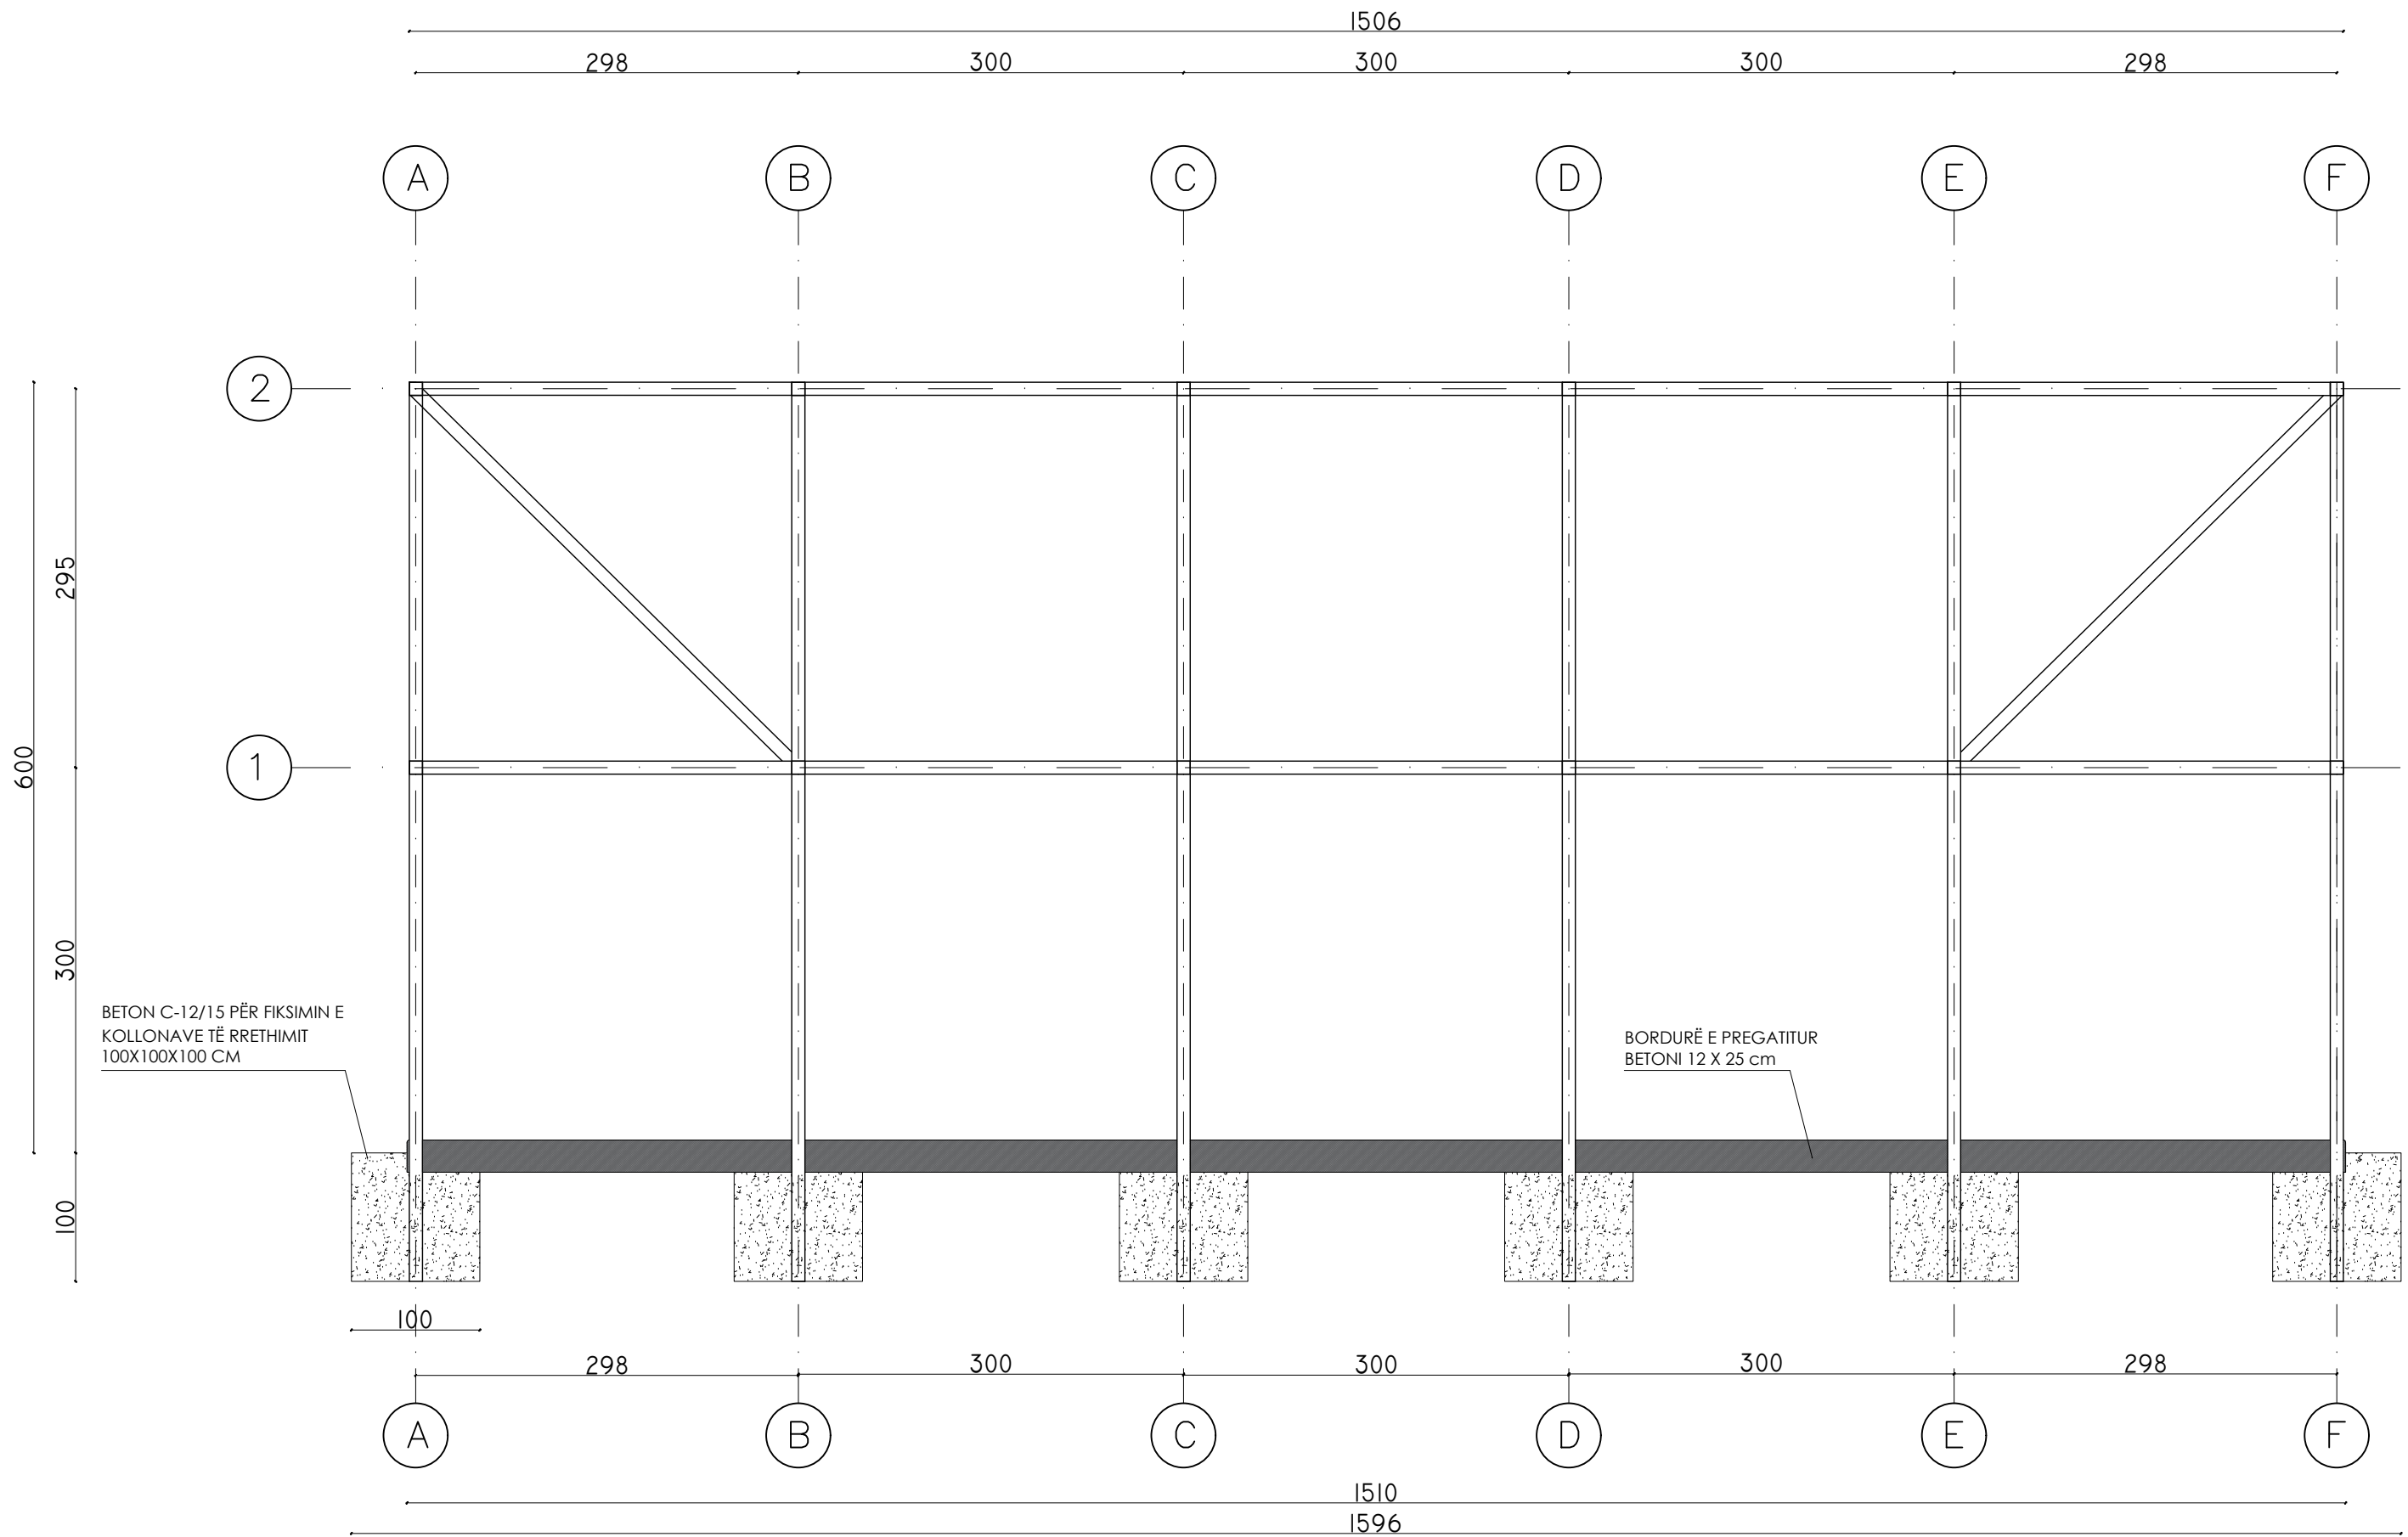 1506
298 300 300 300 298
A B C D E F
2
295
600
1
300
BETON C-12/15 PËR FIKSIMIN E
KOLLONAVE TË RRETHIMIT
100X100X100 CM
BORDURË E PREGATITUR
BETONI 12 X 25 cm
100
100
298 300 300 300 298
A B C D E F
1510
1596